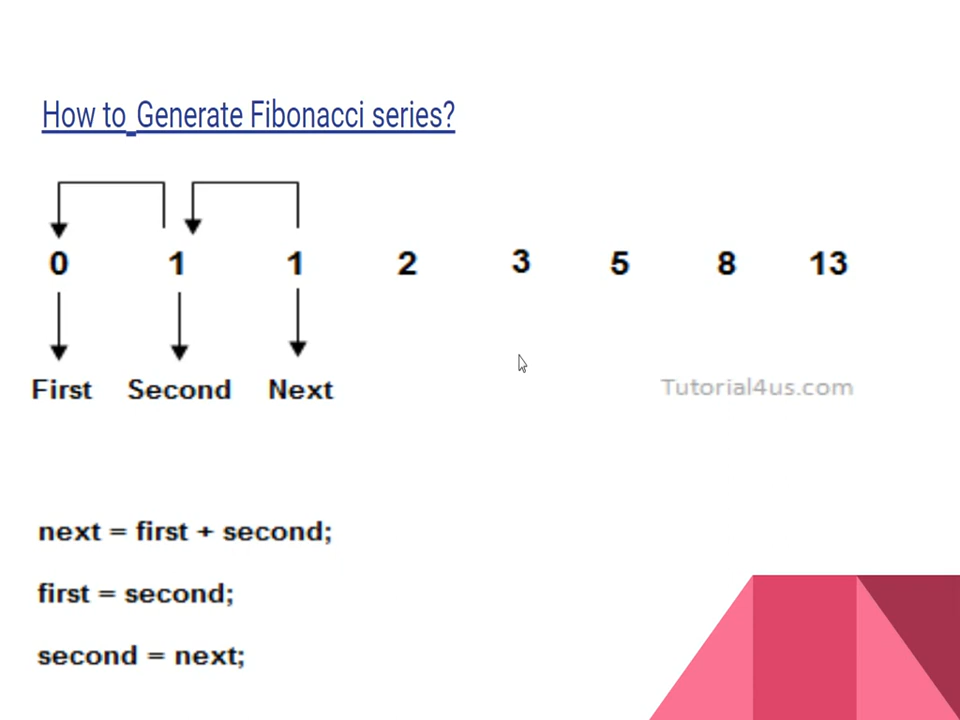 How to Generate Fibonacci series?
0 1 1 2 3 5 8 13
First Second Next
Tutorial4us.com
next = first + second;
first = second;
second = next;